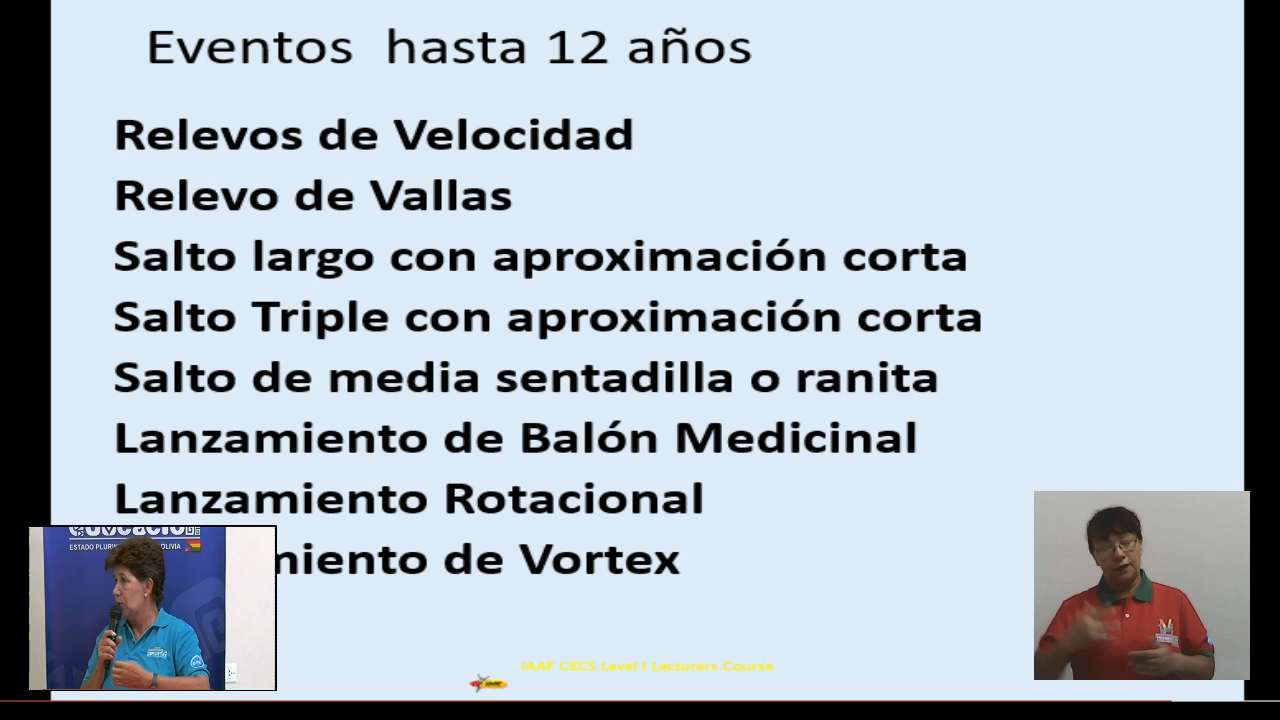 Eventos hasta 12 años
Relevos de Velocidad
Relevo de Vallas
Salto largo con aproximación corta
Salto Triple con aproximación corta
Salto de media sentadilla o ranita
Lanzamiento de Balón Medicinal
Lanzamiento Rotacional
miento de Vortex
BOLIVIA
IAAF CECS Level I Lecturers Course